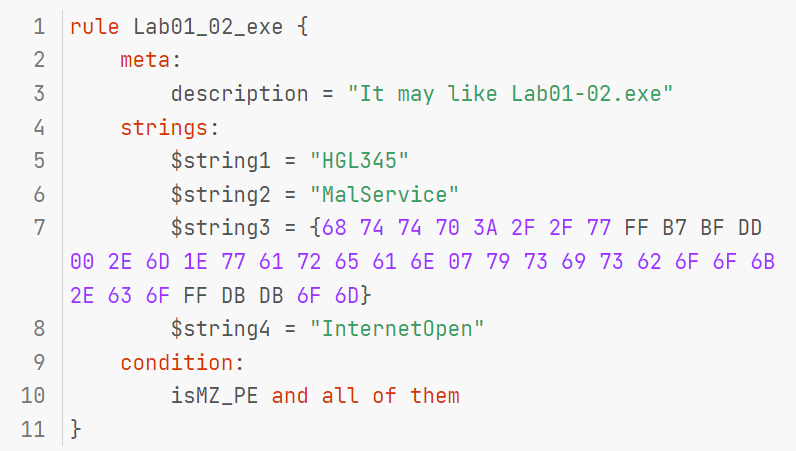 1 rule Lab01_02_exe {
2 meta:
3 description = "It may like Lab01-02.exe"
4 strings:
5 $string1 = "HGL345"
6 $string2 = "MalService"
7 $string3 = {68 74 74 70 3A 2F 2F 77 FF B7 BF DD
00 2E 6D 1E 77 61 72 65 61 6E 07 79 73 69 73 62 6F 6F 6B
2E 63 6F FF DB DB 6F 6D}
8 $string4 = "InternetOpen"
9 condition:
10 isMZ_PE and all of them
11 }